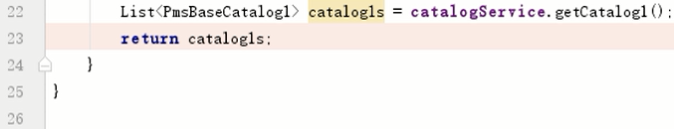 22 List<PmsBaseCatalog1> catalog1s = catalogService.getCatalog1();
23 return catalog1s;
24 }
25 }
26